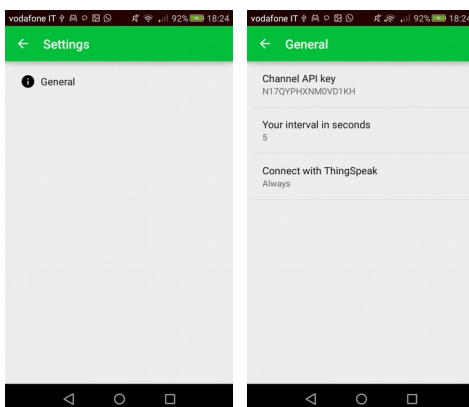 vodafone IT 92% 18:24
Settings
General
vodafone IT 92% 18:24
General
Channel API key
N17QYPHXNM0VD1KH
Your interval in seconds
5
Connect with ThingSpeak
Always